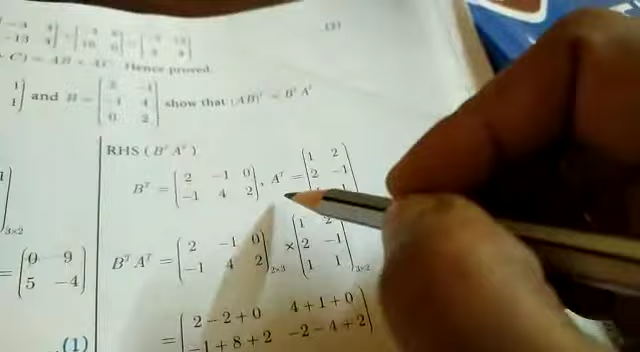 (2)
C) = AB + AC Hence proved
1
1) and B = (2 -1
-1 4
0 2) show that (AB)ᵀ = BᵀAᵀ
RHS (BᵀAᵀ)
Bᵀ = (2 -1 0
-1 4 2), Aᵀ = (1 2
2 -1
1)
3×2
BᵀAᵀ = (2 -1 0
-1 4 2)2×3 × (1 2
2 -1
1 1)3×2
= (0 9
5 -4)
= (2-2+0 4+1+0
-1+8+2 -2-4+2)
(1)